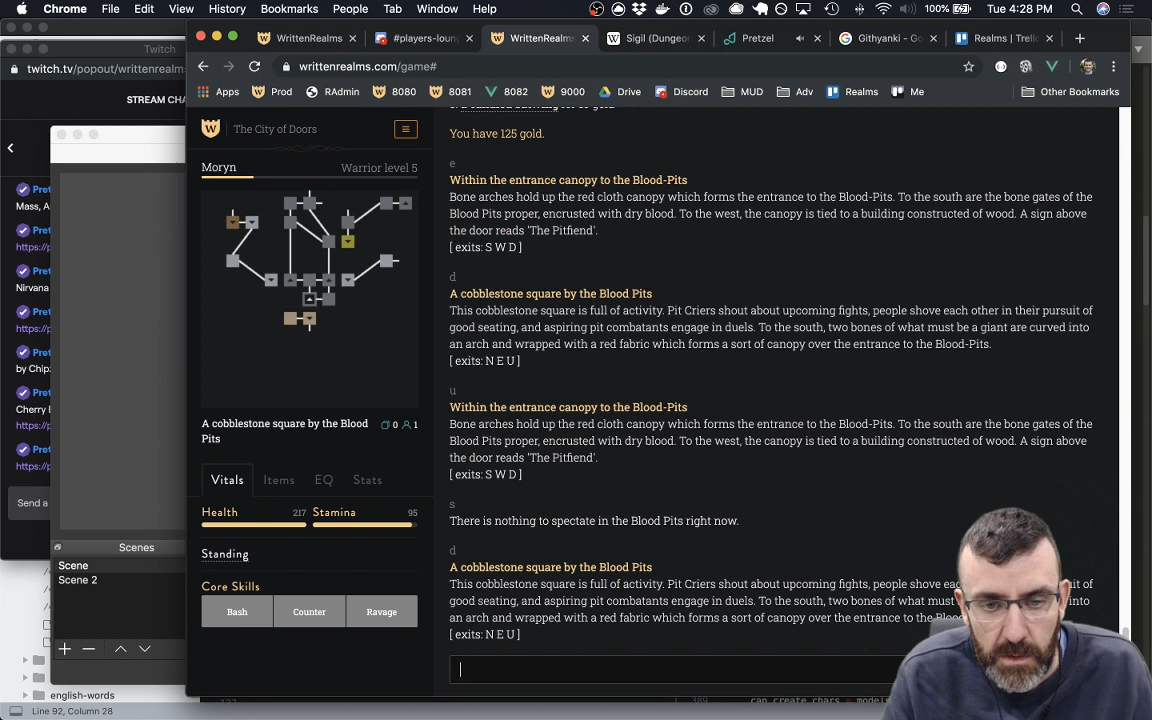 Chrome File Edit View History Bookmarks People Tab Window Help
100% Tue 4:28 PM
Twitch
twitch.tv/popout/writtenrealms
STREAM CHA
Mass, A
https://p
https://p
Nirvana
https://p
by Chip
https://p
Cherry B
https://p
https://p
Send a
Scenes
Scene
Scene 2
english-words
Line 92, Column 28
WrittenRealms
#players-loun
WrittenRealms
Sigil (Dungeo
Pretzel
Githyanki - Go
Realms | Trell
writtenrealms.com/game#
Apps Prod RAdmin 8080 8081 8082 9000 Drive Discord MUD Adv Realms Me Other Bookmarks
The City of Doors
Moryn Warrior level 5
A cobblestone square by the Blood
Pits
0 1
Vitals Items EQ Stats
Health 217 Stamina 95
Standing
Core Skills
Bash Counter Ravage
You have 125 gold.
e
Within the entrance canopy to the Blood-Pits
Bone arches hold up the red cloth canopy which forms the entrance to the Blood-Pits. To the south are the bone gates of the
Blood Pits proper, encrusted with dry blood. To the west, the canopy is tied to a building constructed of wood. A sign above
the door reads 'The Pitfiend'.
[ exits: S W D ]
d
A cobblestone square by the Blood Pits
This cobblestone square is full of activity. Pit Criers shout about upcoming fights, people shove each other in their pursuit of
good seating, and aspiring pit combatants engage in duels. To the south, two bones of what must be a giant are curved into
an arch and wrapped with a red fabric which forms a sort of canopy over the entrance to the Blood-Pits.
[ exits: N E U ]
u
Within the entrance canopy to the Blood-Pits
Bone arches hold up the red cloth canopy which forms the entrance to the Blood-Pits. To the south are the bone gates of the
Blood Pits proper, encrusted with dry blood. To the west, the canopy is tied to a building constructed of wood. A sign above
the door reads 'The Pitfiend'.
[ exits: S W D ]
s
There is nothing to spectate in the Blood Pits right now.
d
A cobblestone square by the Blood Pits
This cobblestone square is full of activity. Pit Criers shout about upcoming fights, people shove eac uit of
good seating, and aspiring pit combatants engage in duels. To the south, two bones of what must into
an arch and wrapped with a red fabric which forms a sort of canopy over the entrance to the Blood
[ exits: N E U ]